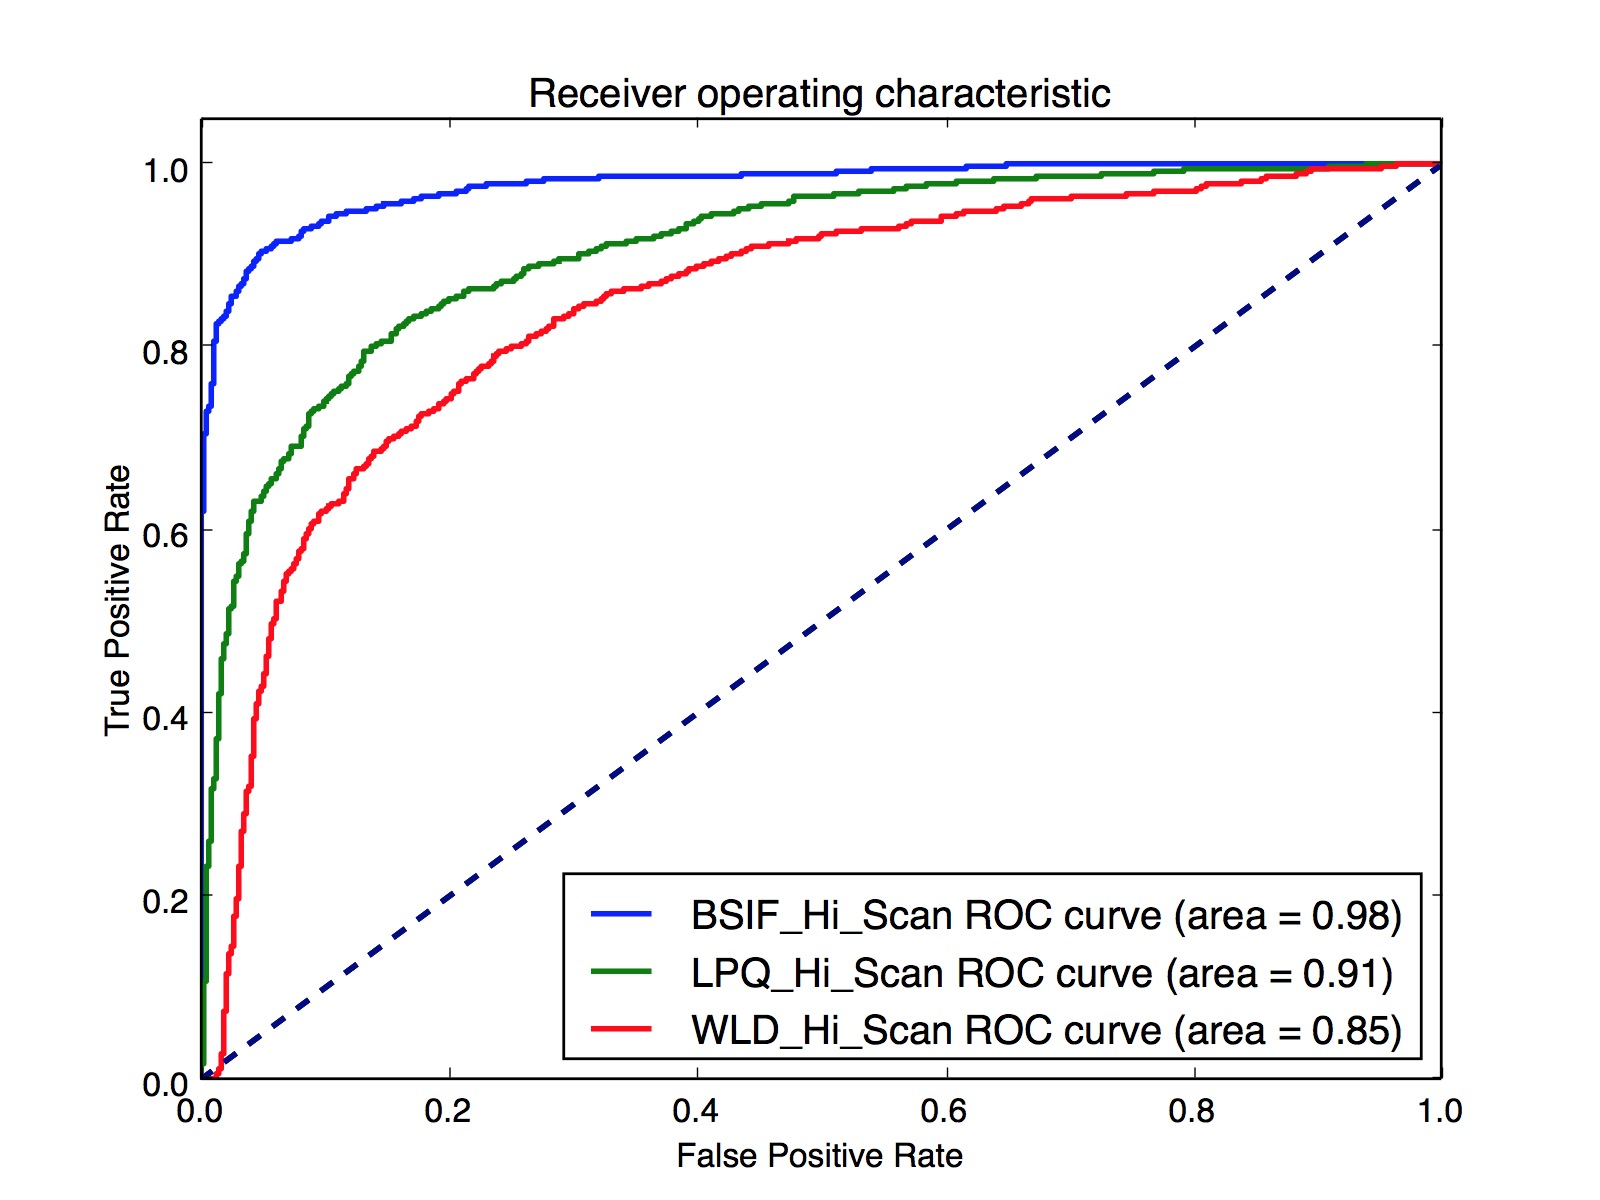 Receiver operating characteristic
1.0
0.8
0.6
0.4
0.2
0.0
True Positive Rate
BSIF_Hi_Scan ROC curve (area = 0.98)
LPQ_Hi_Scan ROC curve (area = 0.91)
WLD_Hi_Scan ROC curve (area = 0.85)
0.0 0.2 0.4 0.6 0.8 1.0
False Positive Rate